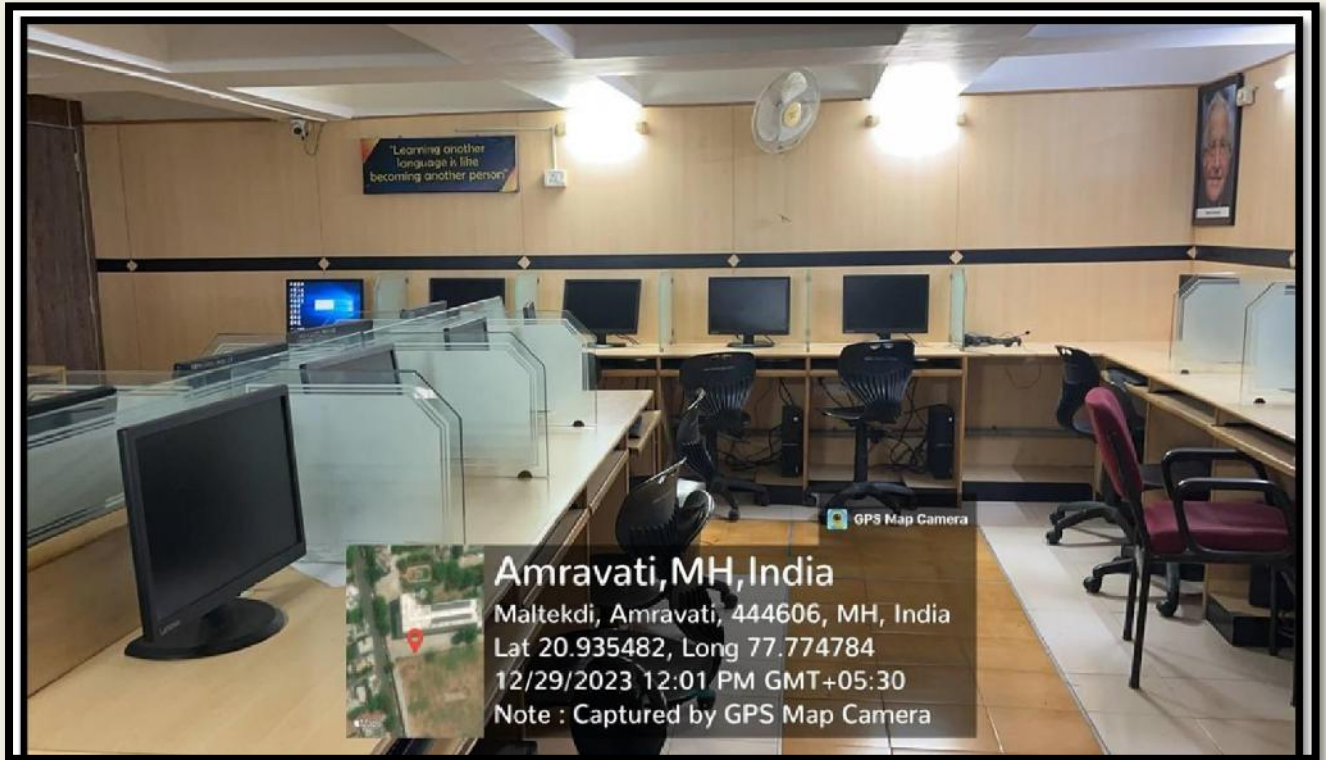 "Learning another
language is like
becoming another person"
GPS Map Camera
Amravati,MH,India
Maltekdi, Amravati, 444606, MH, India
Lat 20.935482, Long 77.774784
12/29/2023 12:01 PM GMT+05:30
Note : Captured by GPS Map Camera